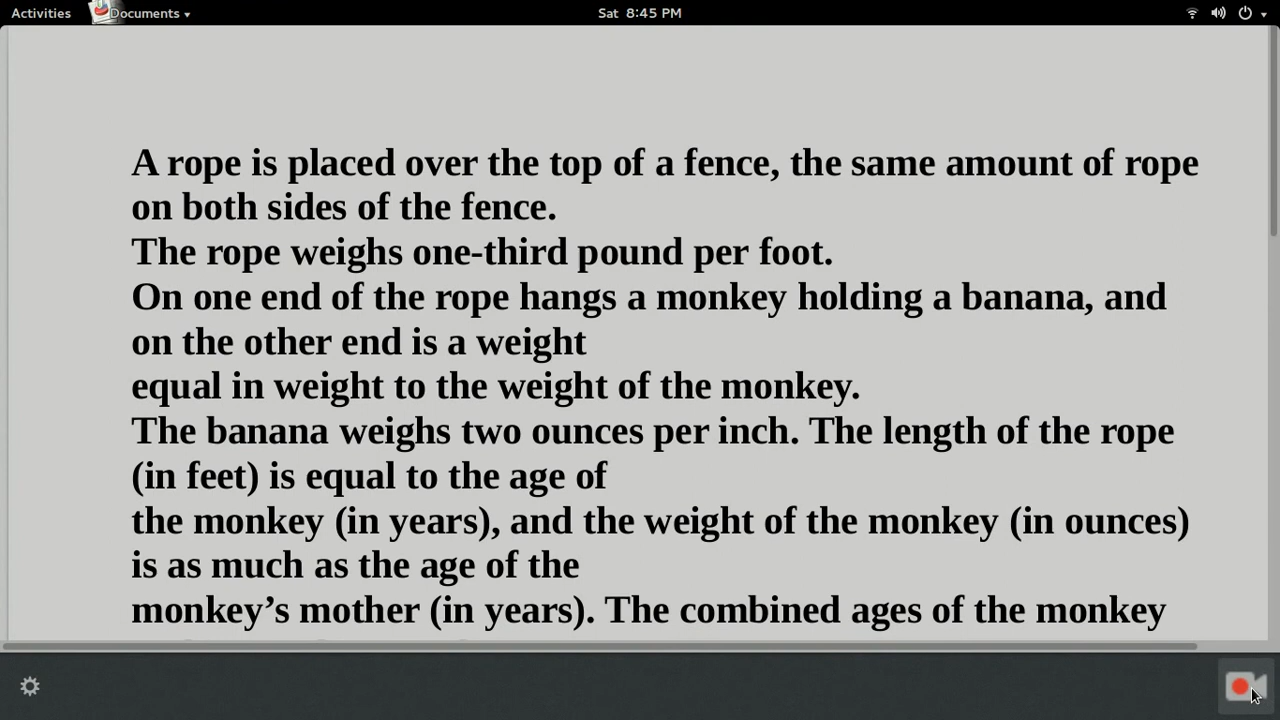 Activities Documents Sat 8:45 PM
A rope is placed over the top of a fence, the same amount of rope
on both sides of the fence.
The rope weighs one-third pound per foot.
On one end of the rope hangs a monkey holding a banana, and
on the other end is a weight
equal in weight to the weight of the monkey.
The banana weighs two ounces per inch. The length of the rope
(in feet) is equal to the age of
the monkey (in years), and the weight of the monkey (in ounces)
is as much as the age of the
monkey’s mother (in years). The combined ages of the monkey